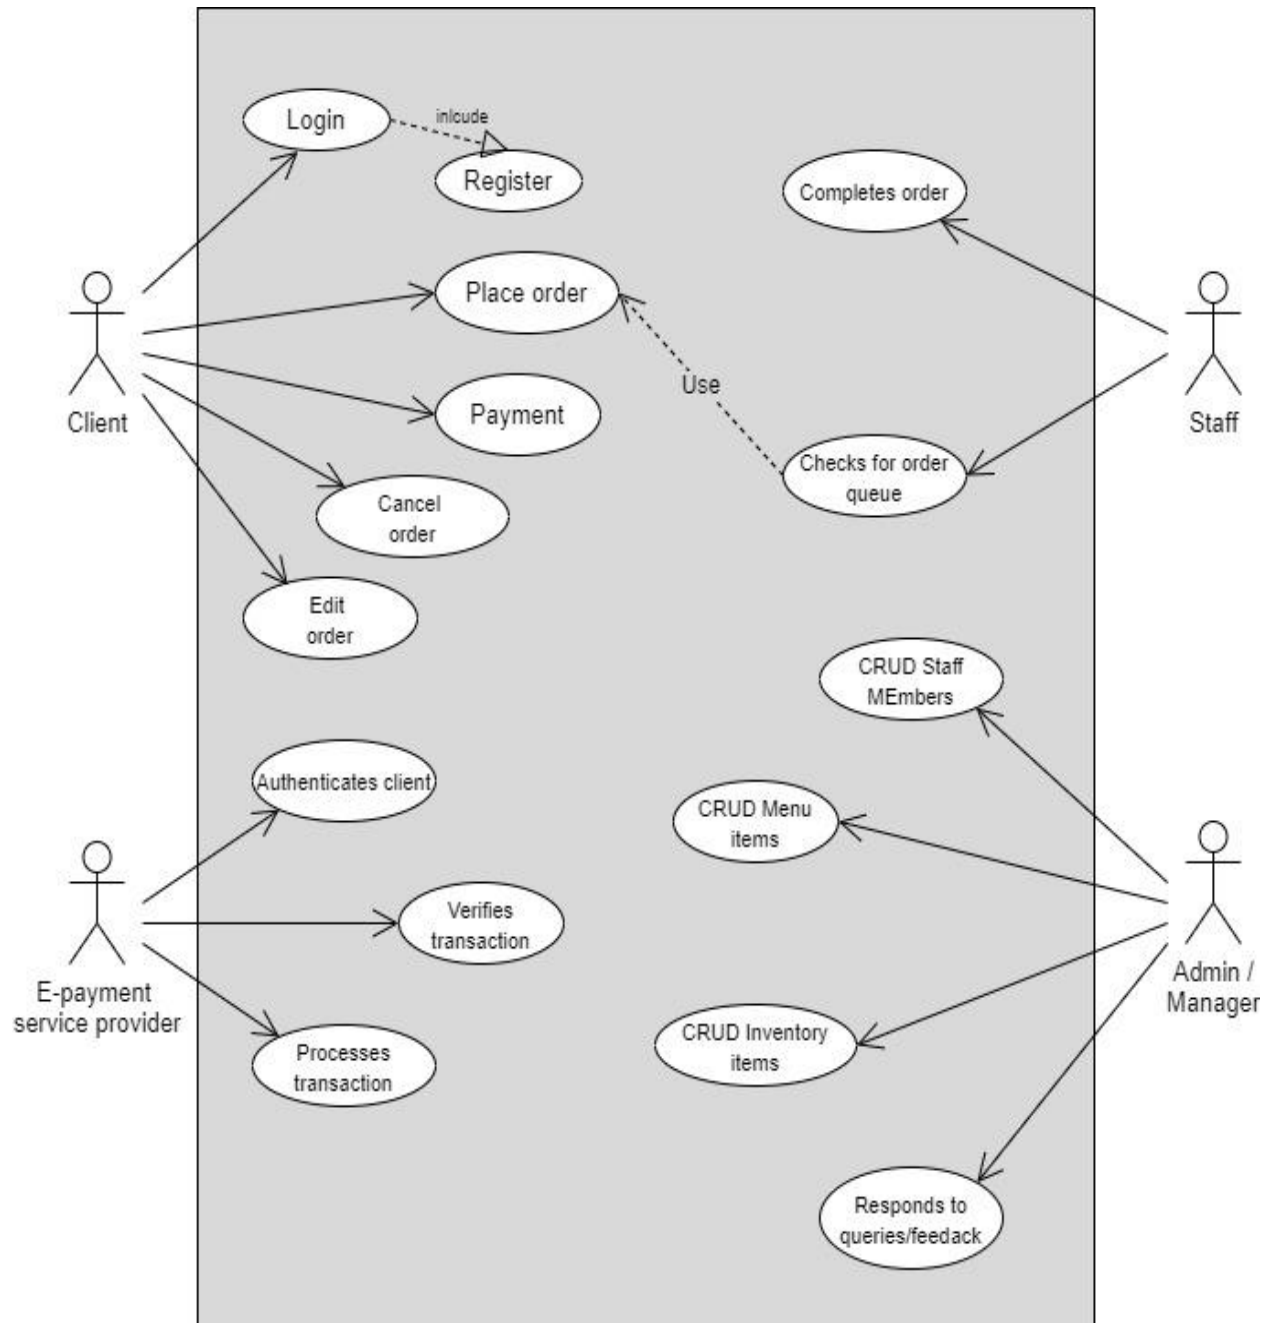 Login
inlcude
Register
Completes order
Place order
Client
Use
Staff
Payment
Checks for order
queue
Cancel
order
Edit
order
CRUD Staff
MEmbers
Authenticates client
CRUD Menu
items
E-payment
service provider
Verifies
transaction
Admin /
Manager
Processes
transaction
CRUD Inventory
items
Responds to
queries/feedack